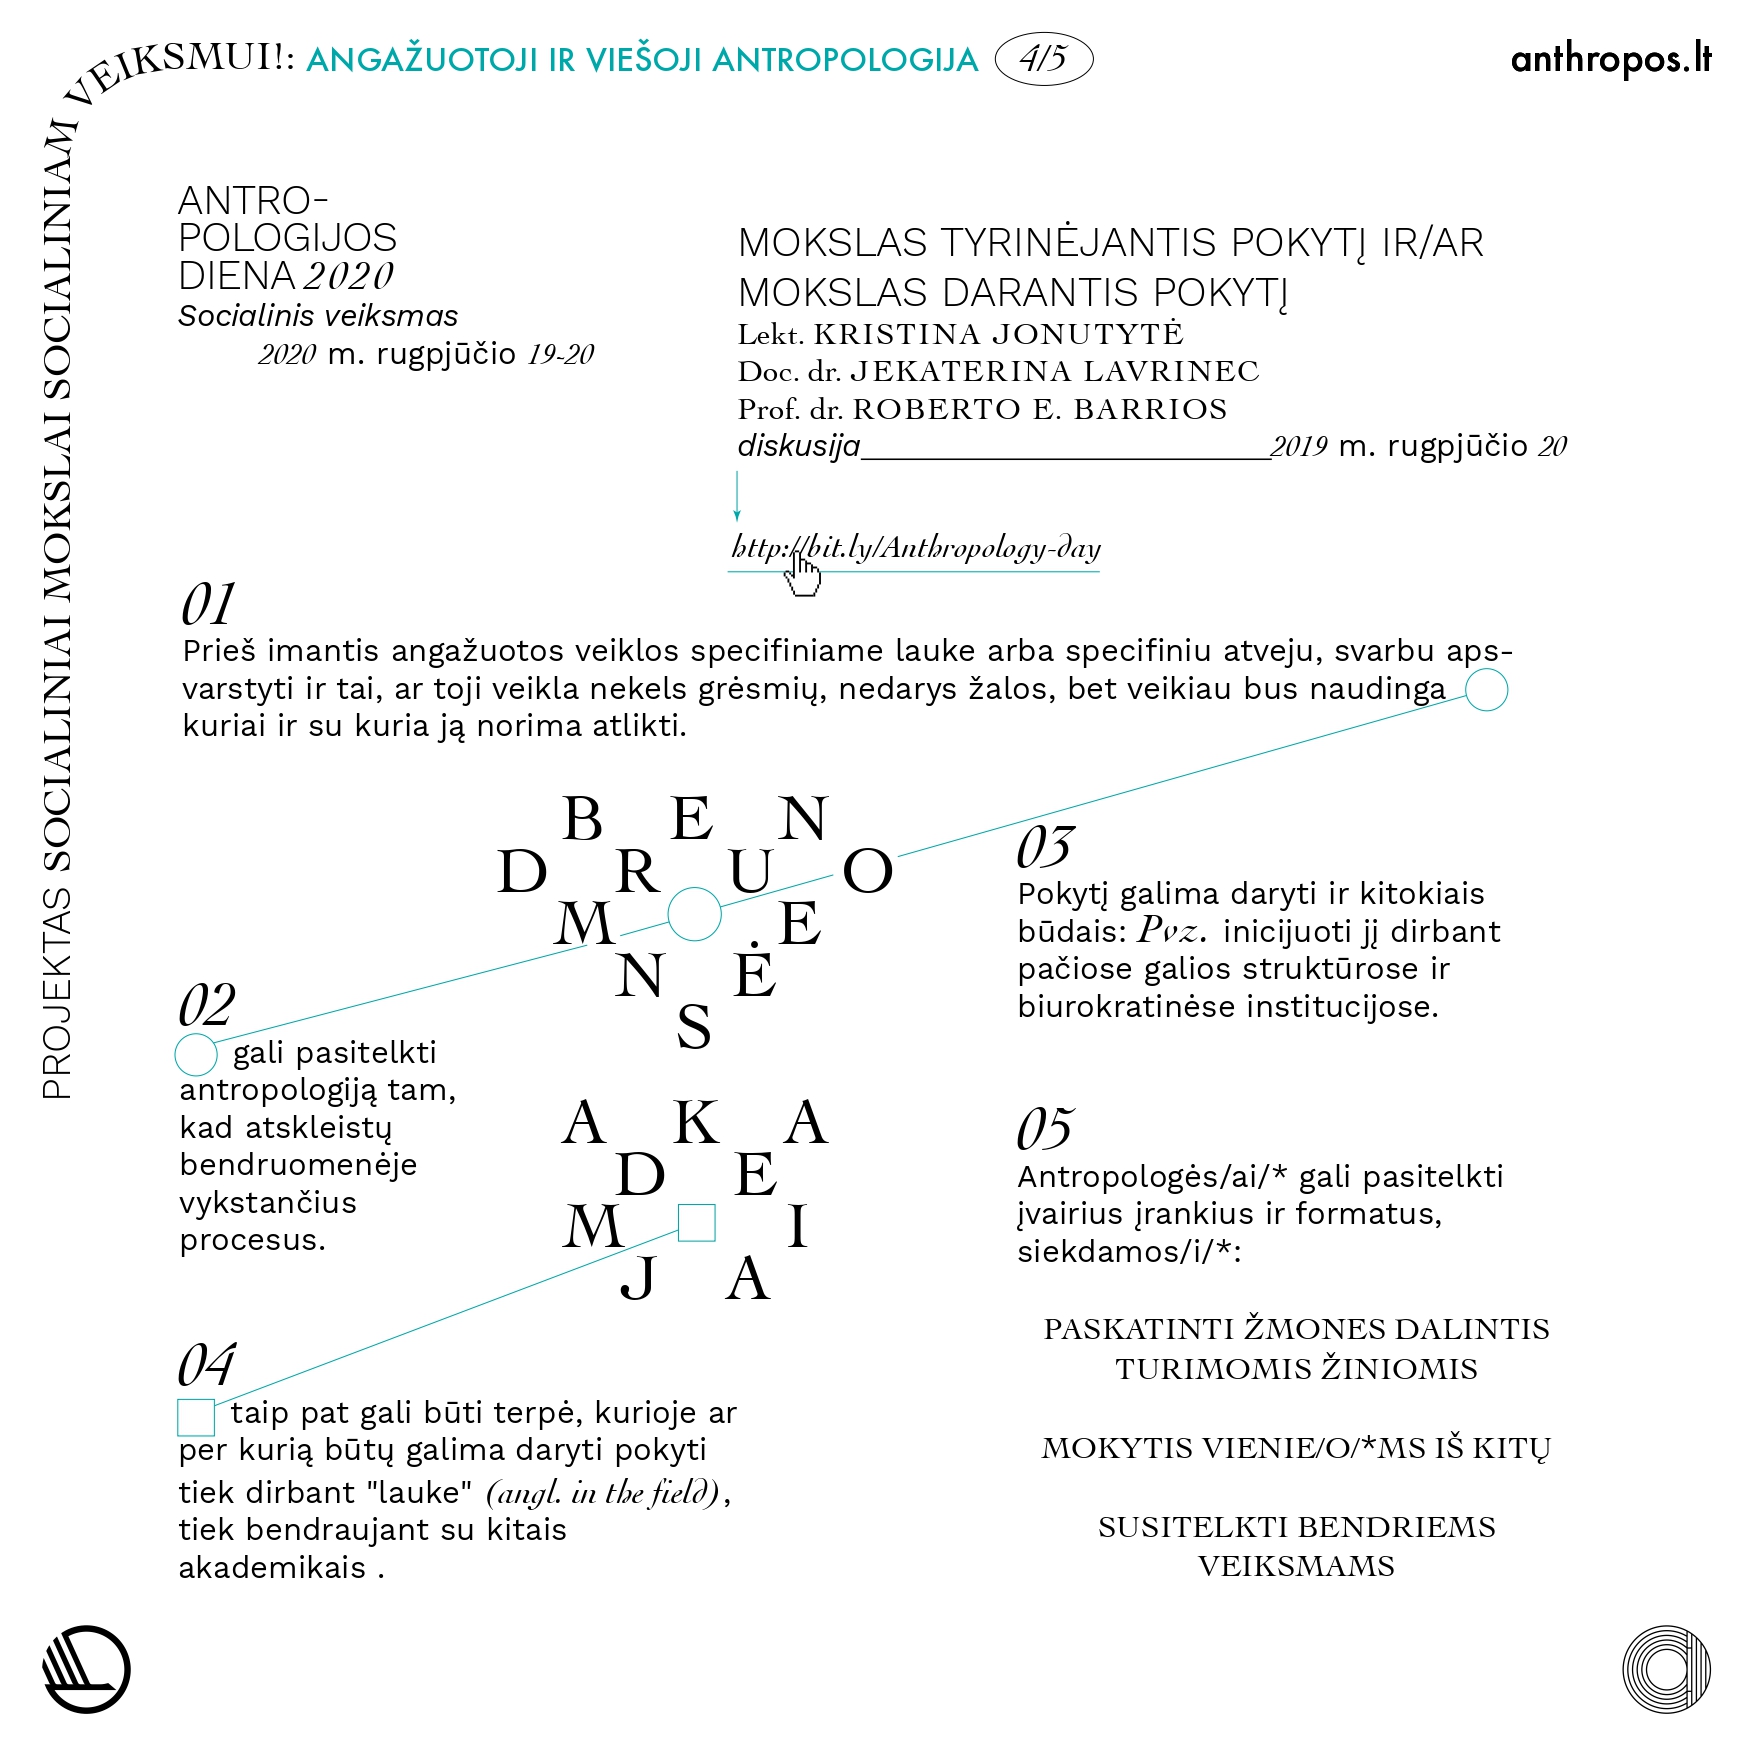 PROJEKTAS SOCIALINIAI MOKSLAI SOCIALINIAM VEIKSMUI!: ANGAŽUOTOJI IR VIEŠOJI ANTROPOLOGIJA 4/5
anthropos.lt
ANTRO-
POLOGIJOS
DIENA 2020
Socialinis veiksmas
2020 m. rugpjūčio 19-20
MOKSLAS TYRINĖJANTIS POKYTĮ IR/AR
MOKSLAS DARANTIS POKYTĮ
Lekt. KRISTINA JONUTYTĖ
Doc. dr. JEKATERINA LAVRINEC
Prof. dr. ROBERTO E. BARRIOS
diskusija 2019 m. rugpjūčio 20
http://bit.ly/Anthropology-day
01
Prieš imantis angažuotos veiklos specifiniame lauke arba specifiniu atveju, svarbu aps-
varstyti ir tai, ar toji veikla nekels grėsmių, nedarys žalos, bet veikiau bus naudinga
kuriai ir su kuria ją norima atlikti.
B E N
D R U O
M E
N Ė
S
02
gali pasitelkti
antropologiją tam,
kad atskleistų
bendruomenėje
vykstančius
procesus.
03
Pokytį galima daryti ir kitokiais
būdais: Pvz. inicijuoti jį dirbant
pačiose galios struktūrose ir
biurokratinėse institucijose.
A K A
D E
M I
J A
04
taip pat gali būti terpė, kurioje ar
per kurią būtų galima daryti pokyti
tiek dirbant "lauke" (angl. in the field),
tiek bendraujant su kitais
akademikais .
05
Antropologės/ai/* gali pasitelkti
įvairius įrankius ir formatus,
siekdamos/i/*:
PASKATINTI ŽMONES DALINTIS
TURIMOMIS ŽINIOMIS
MOKYTIS VIENIE/O/*MS IŠ KITŲ
SUSITELKTI BENDRIEMS
VEIKSMAMS